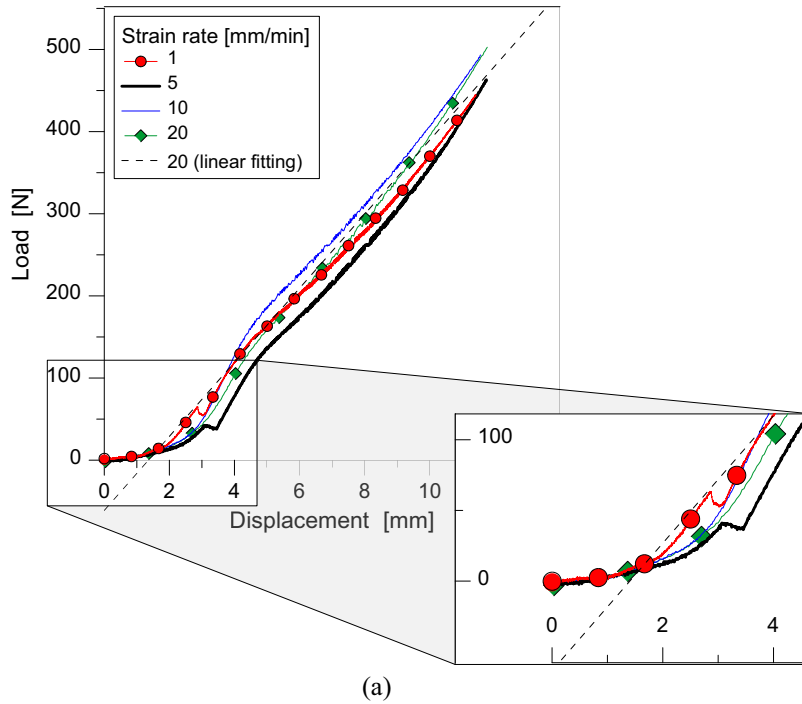 Strain rate [mm/min]
1
5
10
20
20 (linear fitting)
Load [N]
500
400
300
200
100
0
0 2 4 6 8 10
Displacement [mm]
100
0
0 2 4
(a)